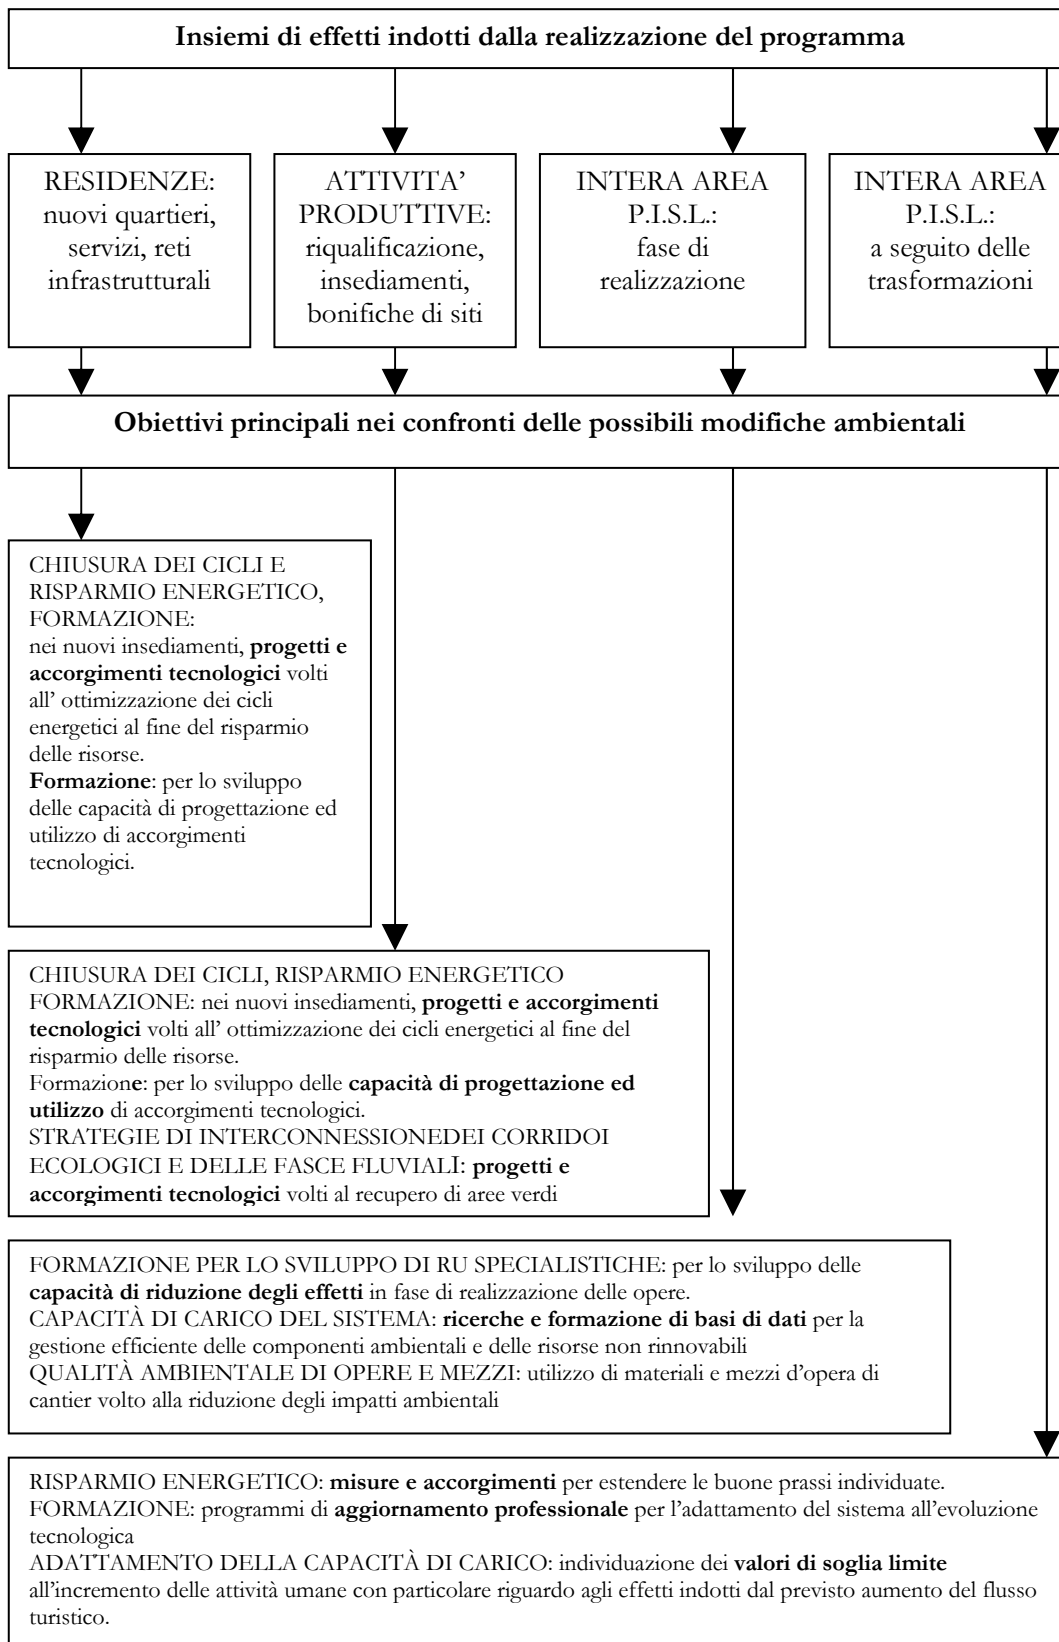 Insiemi di effetti indotti dalla realizzazione del programma
RESIDENZE:
nuovi quartieri,
servizi, reti
infrastrutturali
ATTIVITA’
PRODUTTIVE:
riqualificazione,
insediamenti,
bonifiche di siti
INTERA AREA
P.I.S.L.:
fase di
realizzazione
INTERA AREA
P.I.S.L.:
a seguito delle
trasformazioni
Obiettivi principali nei confronti delle possibili modifiche ambientali
CHIUSURA DEI CICLI E
RISPARMIO ENERGETICO,
FORMAZIONE:
nei nuovi insediamenti, progetti e
accorgimenti tecnologici volti
all’ ottimizzazione dei cicli
energetici al fine del risparmio
delle risorse.
Formazione: per lo sviluppo
delle capacità di progettazione ed
utilizzo di accorgimenti
tecnologici.
CHIUSURA DEI CICLI, RISPARMIO ENERGETICO
FORMAZIONE: nei nuovi insediamenti, progetti e accorgimenti
tecnologici volti all’ ottimizzazione dei cicli energetici al fine del
risparmio delle risorse.
Formazione: per lo sviluppo delle capacità di progettazione ed
utilizzo di accorgimenti tecnologici.
STRATEGIE DI INTERCONNESSIONEDEI CORRIDOI
ECOLOGICI E DELLE FASCE FLUVIALI: progetti e
accorgimenti tecnologici volti al recupero di aree verdi
FORMAZIONE PER LO SVILUPPO DI RU SPECIALISTICHE: per lo sviluppo delle
capacità di riduzione degli effetti in fase di realizzazione delle opere.
CAPACITÀ DI CARICO DEL SISTEMA: ricerche e formazione di basi di dati per la
gestione efficiente delle componenti ambientali e delle risorse non rinnovabili
QUALITÀ AMBIENTALE DI OPERE E MEZZI: utilizzo di materiali e mezzi d’opera di
cantier volto alla riduzione degli impatti ambientali
RISPARMIO ENERGETICO: misure e accorgimenti per estendere le buone prassi individuate.
FORMAZIONE: programmi di aggiornamento professionale per l’adattamento del sistema all’evoluzione
tecnologica
ADATTAMENTO DELLA CAPACITÀ DI CARICO: individuazione dei valori di soglia limite
all’incremento delle attività umane con particolare riguardo agli effetti indotti dal previsto aumento del flusso
turistico.